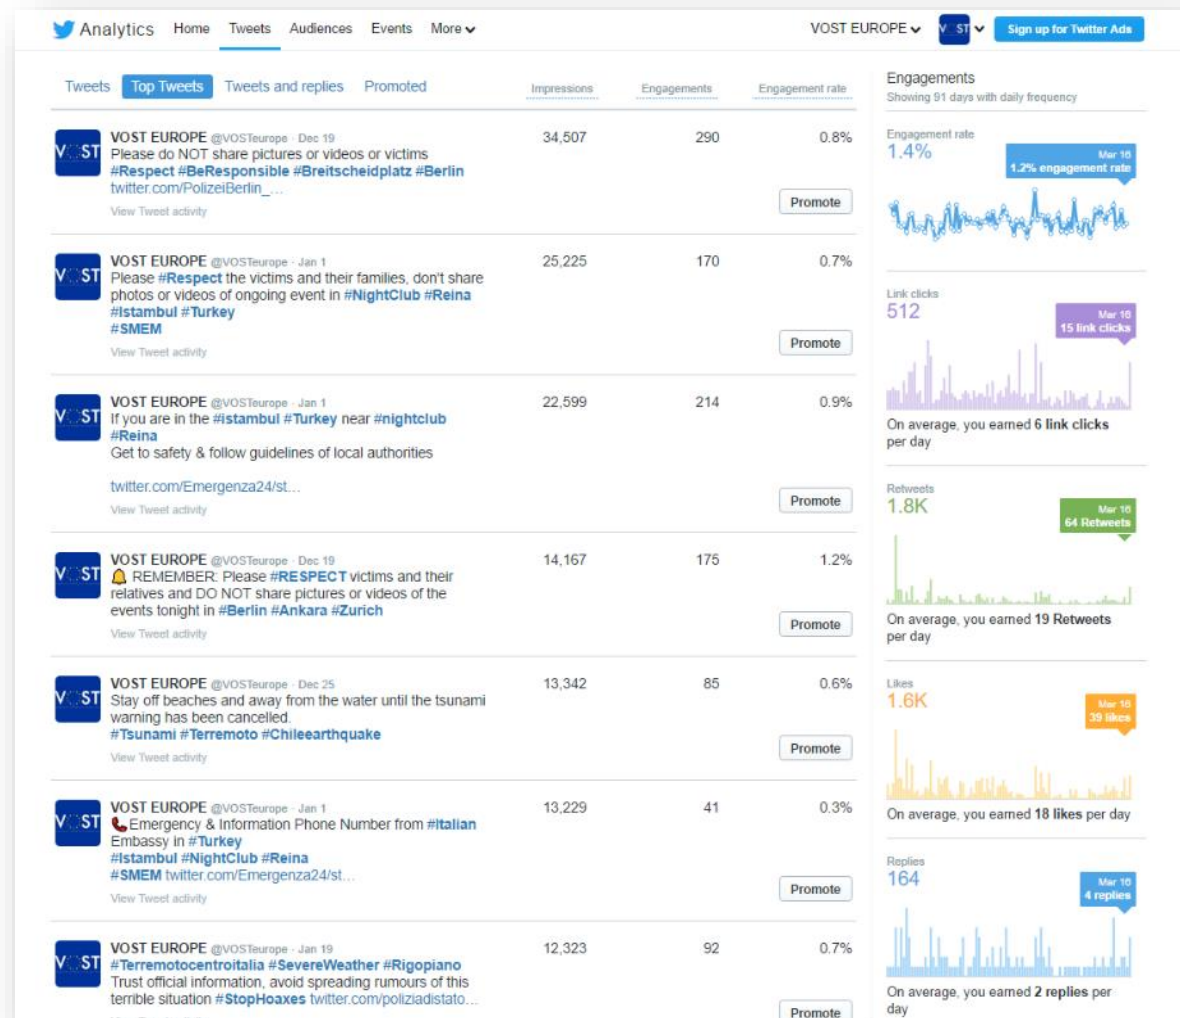 Analytics Home Tweets Audiences Events More VOST EUROPE V ST Sign up for Twitter Ads
Tweets Top Tweets Tweets and replies Promoted Impressions Engagements Engagement rate
V ST
VOST EUROPE @VOSTeurope · Dec 19 34,507 290 0.8%
Please do NOT share pictures or videos or victims
#Respect #BeResponsible #Breitscheidplatz #Berlin
twitter.com/PolizeiBerlin_…
View Tweet activity
Promote
V ST
VOST EUROPE @VOSTeurope · Jan 1 25,225 170 0.7%
Please #Respect the victims and their families, don't share
photos or videos of ongoing event in #NightClub #Reina
#Istambul #Turkey
#SMEM
View Tweet activity
Promote
V ST
VOST EUROPE @VOSTeurope · Jan 1 22,599 214 0.9%
If you are in the #istambul #Turkey near #nightclub
#Reina
Get to safety & follow guidelines of local authorities
twitter.com/Emergenza24/st…
View Tweet activity
Promote
V ST
VOST EUROPE @VOSTeurope · Dec 19 14,167 175 1.2%
🔔 REMEMBER: Please #RESPECT victims and their
relatives and DO NOT share pictures or videos of the
events tonight in #Berlin #Ankara #Zurich
View Tweet activity
Promote
V ST
VOST EUROPE @VOSTeurope · Dec 25 13,342 85 0.6%
Stay off beaches and away from the water until the tsunami
warning has been cancelled.
#Tsunami #Terremoto #Chileearthquake
View Tweet activity
Promote
V ST
VOST EUROPE @VOSTeurope · Jan 1 13,229 41 0.3%
📞Emergency & Information Phone Number from #Italian
Embassy in #Turkey
#Istambul #NightClub #Reina
#SMEM twitter.com/Emergenza24/st…
View Tweet activity
Promote
V ST
VOST EUROPE @VOSTeurope · Jan 19 12,323 92 0.7%
#Terremotocentroitalia #SevereWeather #Rigopiano
Trust official information, avoid spreading rumours of this
terrible situation #StopHoaxes twitter.com/poliziadistato…
Promote
Engagements
Showing 91 days with daily frequency
Engagement rate
1.4%
Mar 16
1.2% engagement rate
Link clicks
512
Mar 16
15 link clicks
On average, you earned 6 link clicks
per day
Retweets
1.8K
Mar 16
64 Retweets
On average, you earned 19 Retweets
per day
Likes
1.6K
Mar 16
39 likes
On average, you earned 18 likes per day
Replies
164
Mar 16
4 replies
On average, you earned 2 replies per
day